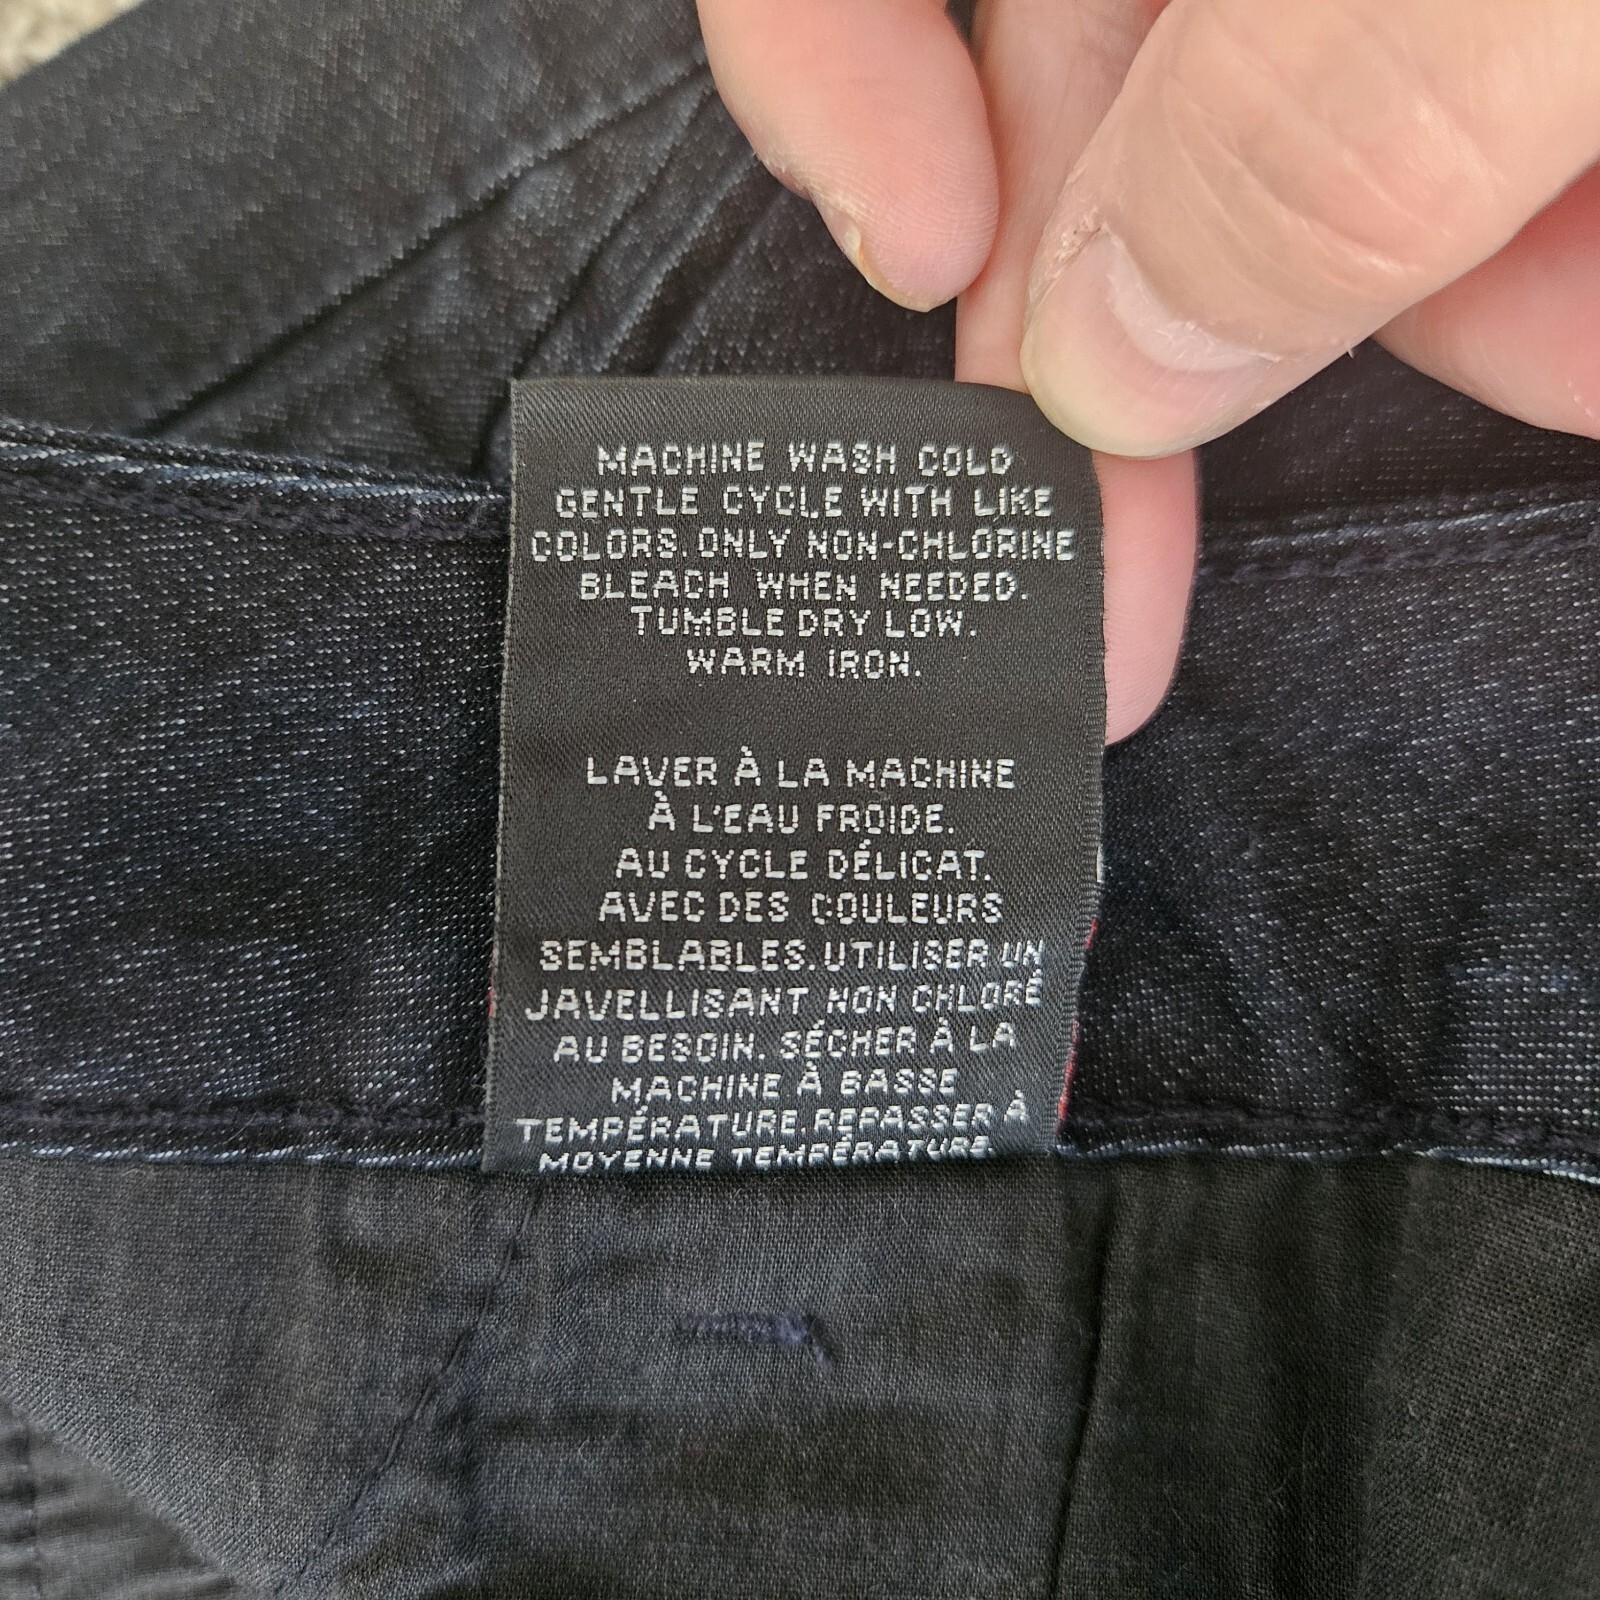 MACHINE WASH COLD
GENTLE CYCLE WITH LIKE
COLORS. ONLY NON-CHLORINE
BLEACH WHEN NEEDED.
TUMBLE DRY LOW.
WARM IRON.
LAVER À LA MACHINE
À L'EAU FROIDE.
AU CYCLE DÉLICAT.
AVEC DES COULEURS
SEMBLABLES. UTILISER UN
JAVELLISANT NON CHLORÉ
AU BESOIN. SÉCHER À LA
MACHINE À BASSE
TEMPÉRATURE. REPASSER À
MOYENNE TEMPÉRATURE